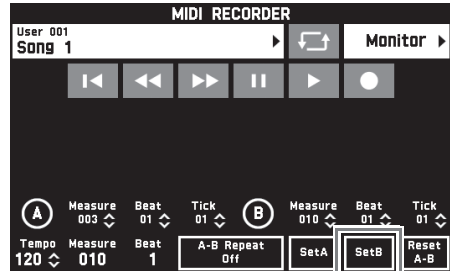 MIDI RECORDER
User 001
Song 1
Monitor
A Measure Beat Tick B Measure Beat Tick
003 01 01 010 01 01
Tempo Measure Beat A-B Repeat SetA SetB Reset
120 010 1 Off A-B